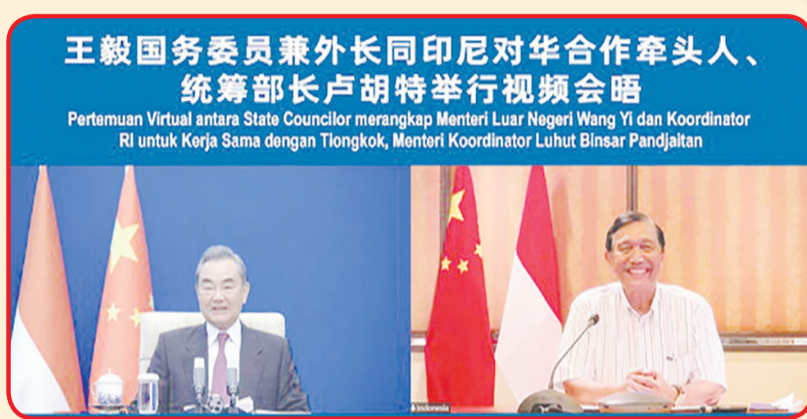 王毅国务委员兼外长同印尼对华合作牵头人、
统筹部长卢胡特举行视频会晤
Pertemuan Virtual antara State Councilor merangkap Menteri Luar Negeri Wang Yi dan Koordinator
RI untuk Kerja Sama dengan Tiongkok, Menteri Koordinator Luhut Binsar Pandjaitan
Indonesia